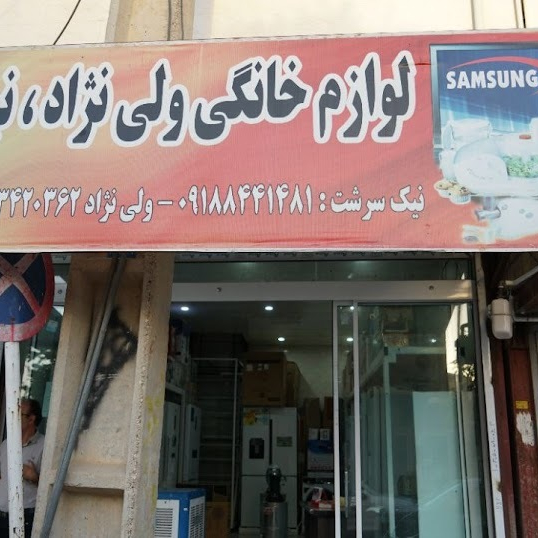 لوازم خانگی ولی نژاد ،
SAMSUNG
نیک سرشت : ۰۹۱۸۸۴۴۱۴۸۱ - ولی نژاد ۳۴۲۰۳۶۲